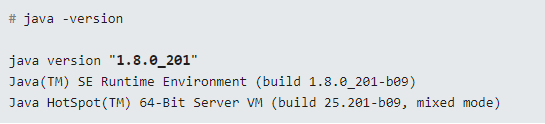 # java -version
java version "1.8.0_201"
Java(TM) SE Runtime Environment (build 1.8.0_201-b09)
Java HotSpot(TM) 64-Bit Server VM (build 25.201-b09, mixed mode)